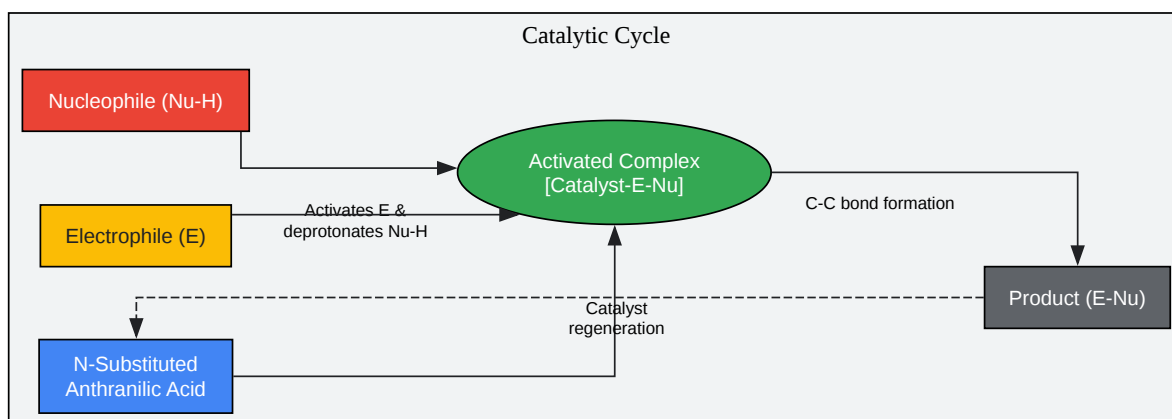 Catalytic Cycle
Nucleophile (Nu-H)
Activated Complex
[Catalyst-E-Nu]
C-C bond formation
Electrophile (E)
Activates E &
deprotonates Nu-H
Product (E-Nu)
Catalyst
regeneration
N-Substituted
Anthranilic Acid